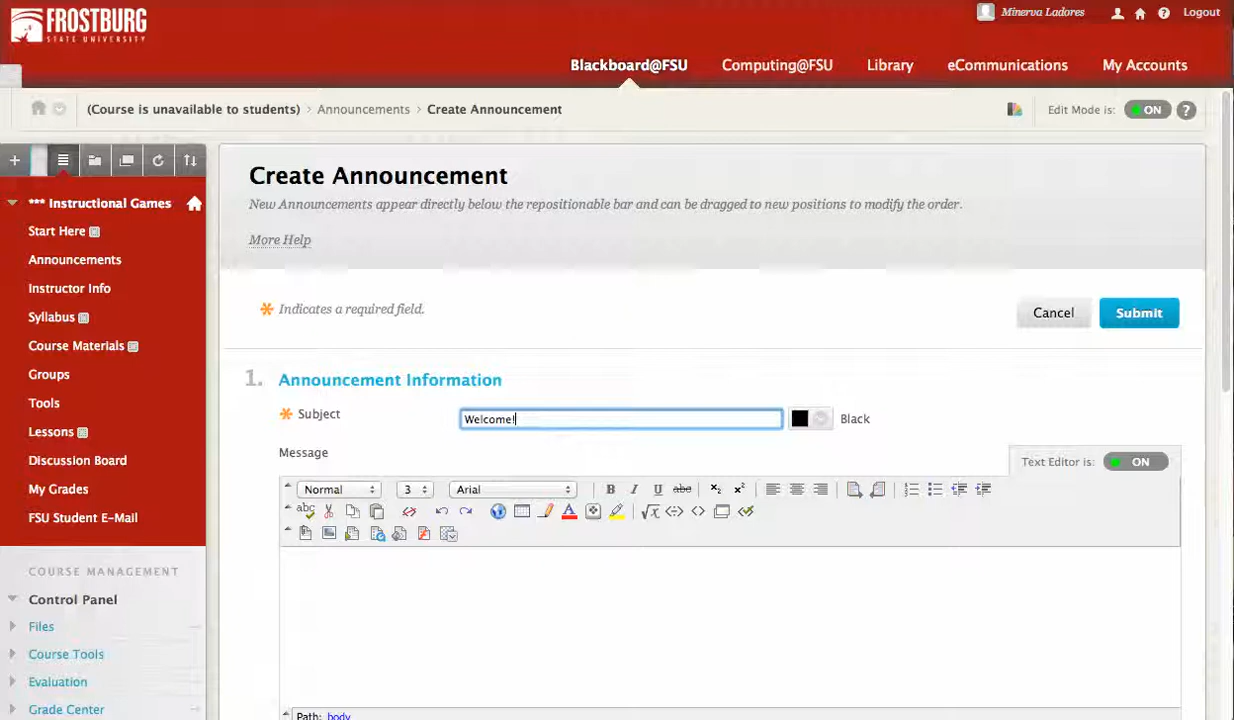 FROSTBURG
STATE UNIVERSITY
Minerva Ladores
Logout
Blackboard@FSU
Computing@FSU
Library
eCommunications
My Accounts
(Course is unavailable to students) > Announcements > Create Announcement
Edit Mode is: ON ?
*** Instructional Games
Start Here
Announcements
Instructor Info
Syllabus
Course Materials
Groups
Tools
Lessons
Discussion Board
My Grades
FSU Student E-Mail
COURSE MANAGEMENT
Control Panel
Files
Course Tools
Evaluation
Grade Center
Create Announcement
New Announcements appear directly below the repositionable bar and can be dragged to new positions to modify the order.
More Help
Indicates a required field.
Cancel
Submit
1. Announcement Information
Subject
Welcome!
Black
Message
Text Editor is: ON
Normal 3 Arial B I U abc x₂ x²
abc
Path: body